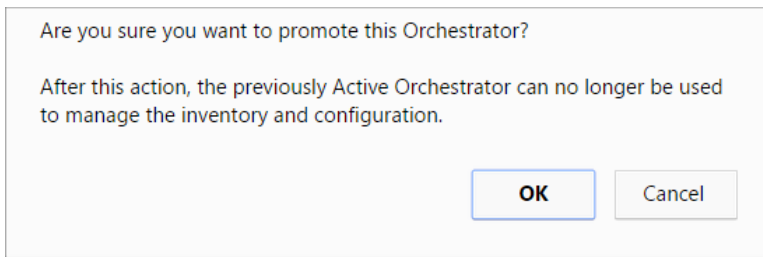 Are you sure you want to promote this Orchestrator?
After this action, the previously Active Orchestrator can no longer be used
to manage the inventory and configuration.
OK
Cancel